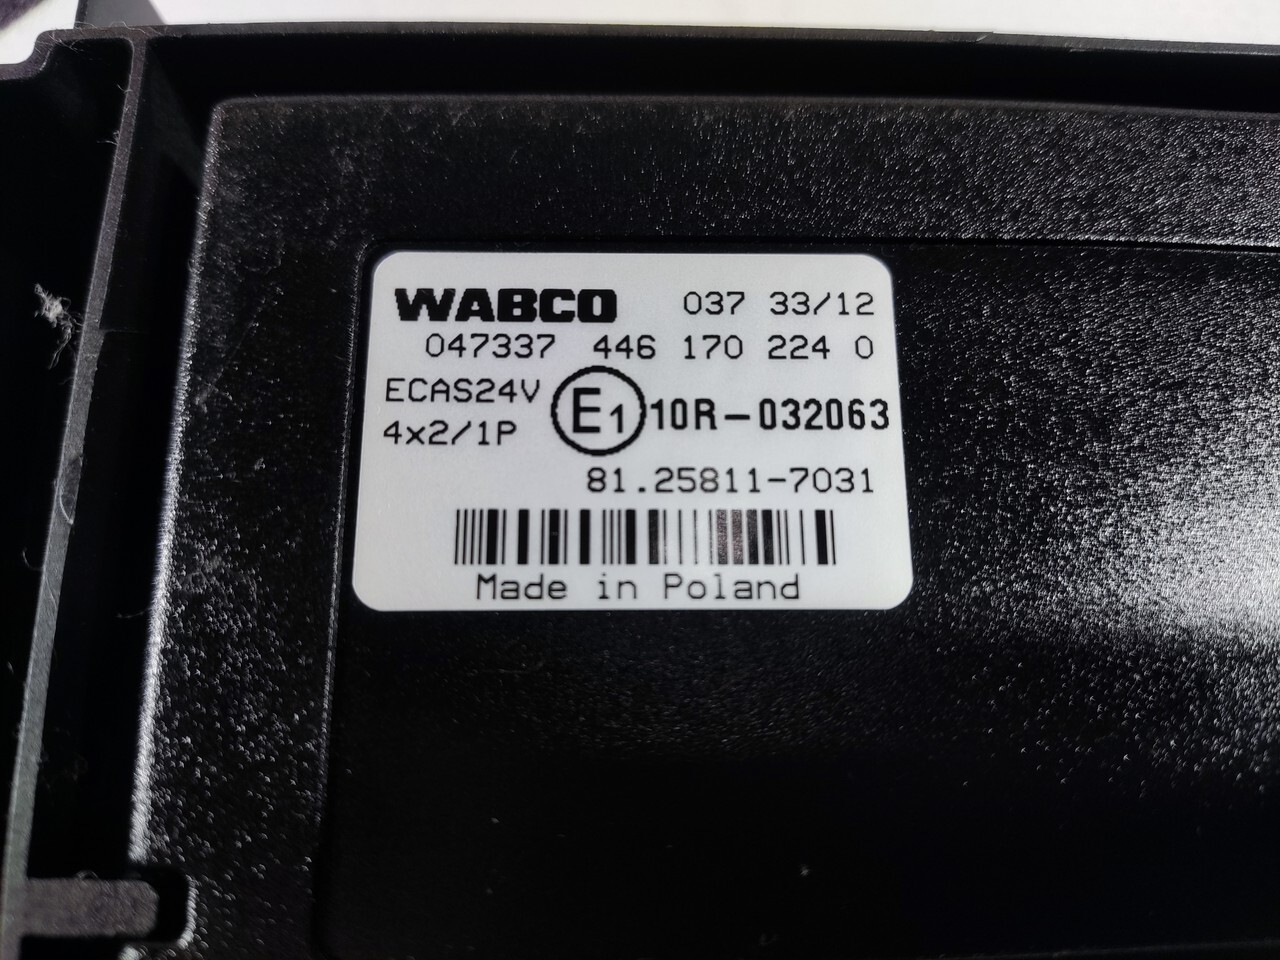 WABCO 037 33/12
047337 446 170 224 0
ECAS24V
4x2/1P
E1 10R-032063
81.25811-7031
Made in Poland